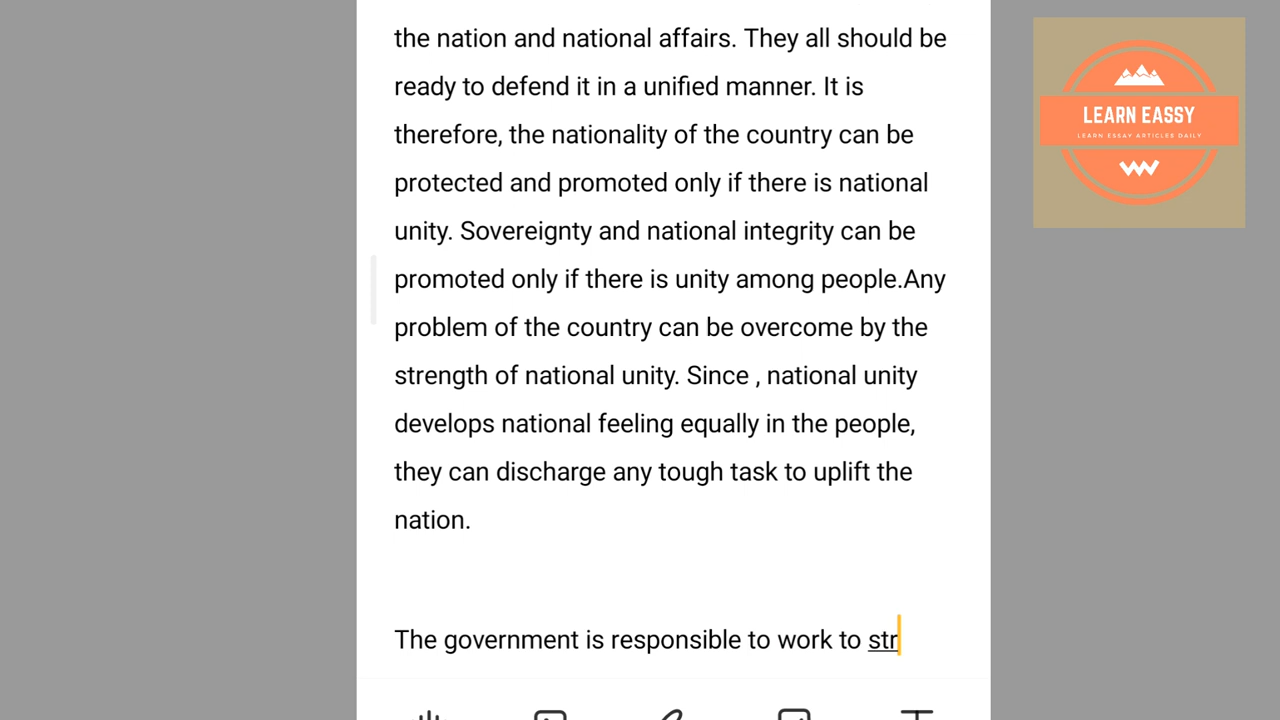 the nation and national affairs. They all should be
ready to defend it in a unified manner. It is
therefore, the nationality of the country can be
protected and promoted only if there is national
unity. Sovereignty and national integrity can be
promoted only if there is unity among people.Any
problem of the country can be overcome by the
strength of national unity. Since , national unity
develops national feeling equally in the people,
they can discharge any tough task to uplift the
nation.
The government is responsible to work to str
LEARN EASSY
LEARN ESSAY ARTICLES DAILY